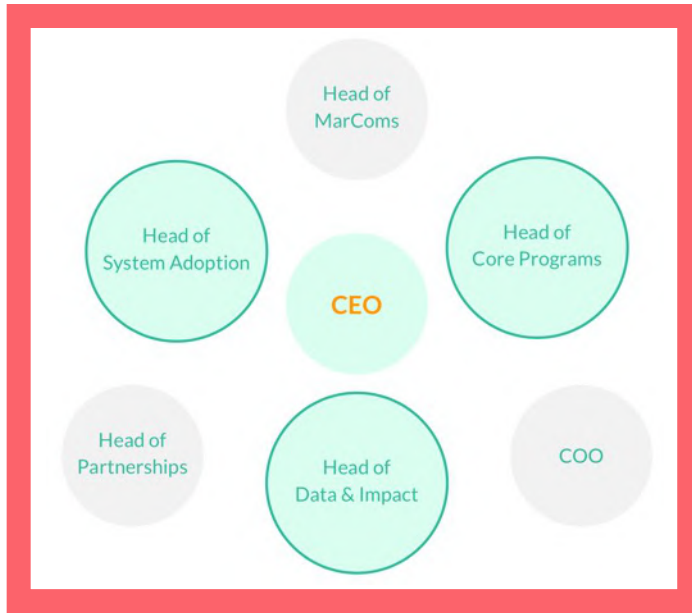 Head of
MarComs
Head of
System Adoption
Head of
Core Programs
CEO
Head of
Partnerships
Head of
Data & Impact
COO